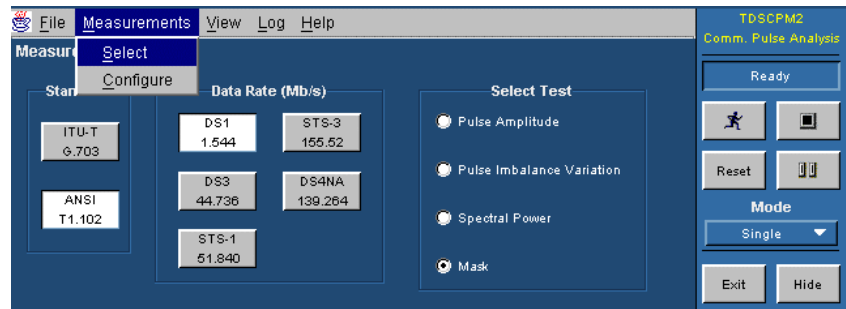 File Measurements View Log Help
Select
Configure
Measure
Stan
ITU-T
G.703
ANSI
T1.102
Data Rate (Mb/s)
DS1
1.544
STS-3
155.52
DS3
44.736
DS4NA
139.264
STS-1
51.840
Select Test
Pulse Amplitude
Pulse Imbalance Variation
Spectral Power
Mask
TDSCPM2
Comm. Pulse Analysis
Ready
Reset
Mode
Single
Exit
Hide